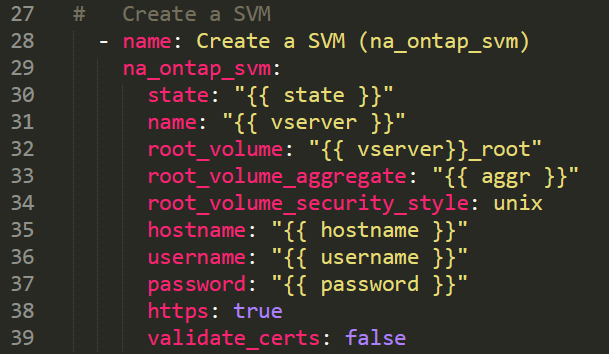 27 #   Create a SVM
28   - name: Create a SVM (na_ontap_svm)
29     na_ontap_svm:
30       state: "{{ state }}"
31       name: "{{ vserver }}"
32       root_volume: "{{ vserver}}_root"
33       root_volume_aggregate: "{{ aggr }}"
34       root_volume_security_style: unix
35       hostname: "{{ hostname }}"
36       username: "{{ username }}"
37       password: "{{ password }}"
38       https: true
39       validate_certs: false